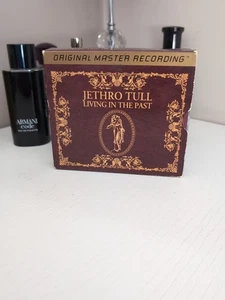 ORIGINAL MASTER RECORDING™
JETHRO TULL
LIVING IN THE PAST
ARMANI
code